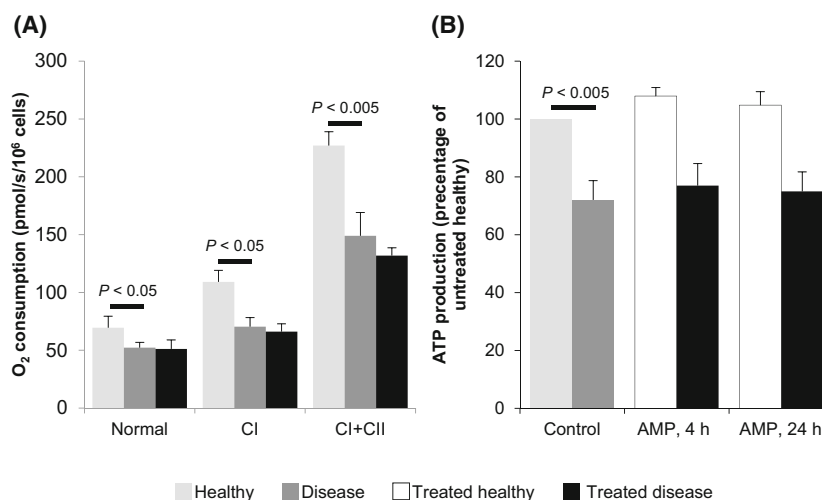 (A)
O2 consumption (pmol/s/10⁶ cells)
300
250
200
150
100
50
0
P < 0.05
P < 0.05
P < 0.005
Normal CI CI+CII
(B)
ATP production (precentage of
untreated healthy)
120
100
80
60
40
20
0
P < 0.005
Control AMP, 4 h AMP, 24 h
Healthy Disease Treated healthy Treated disease